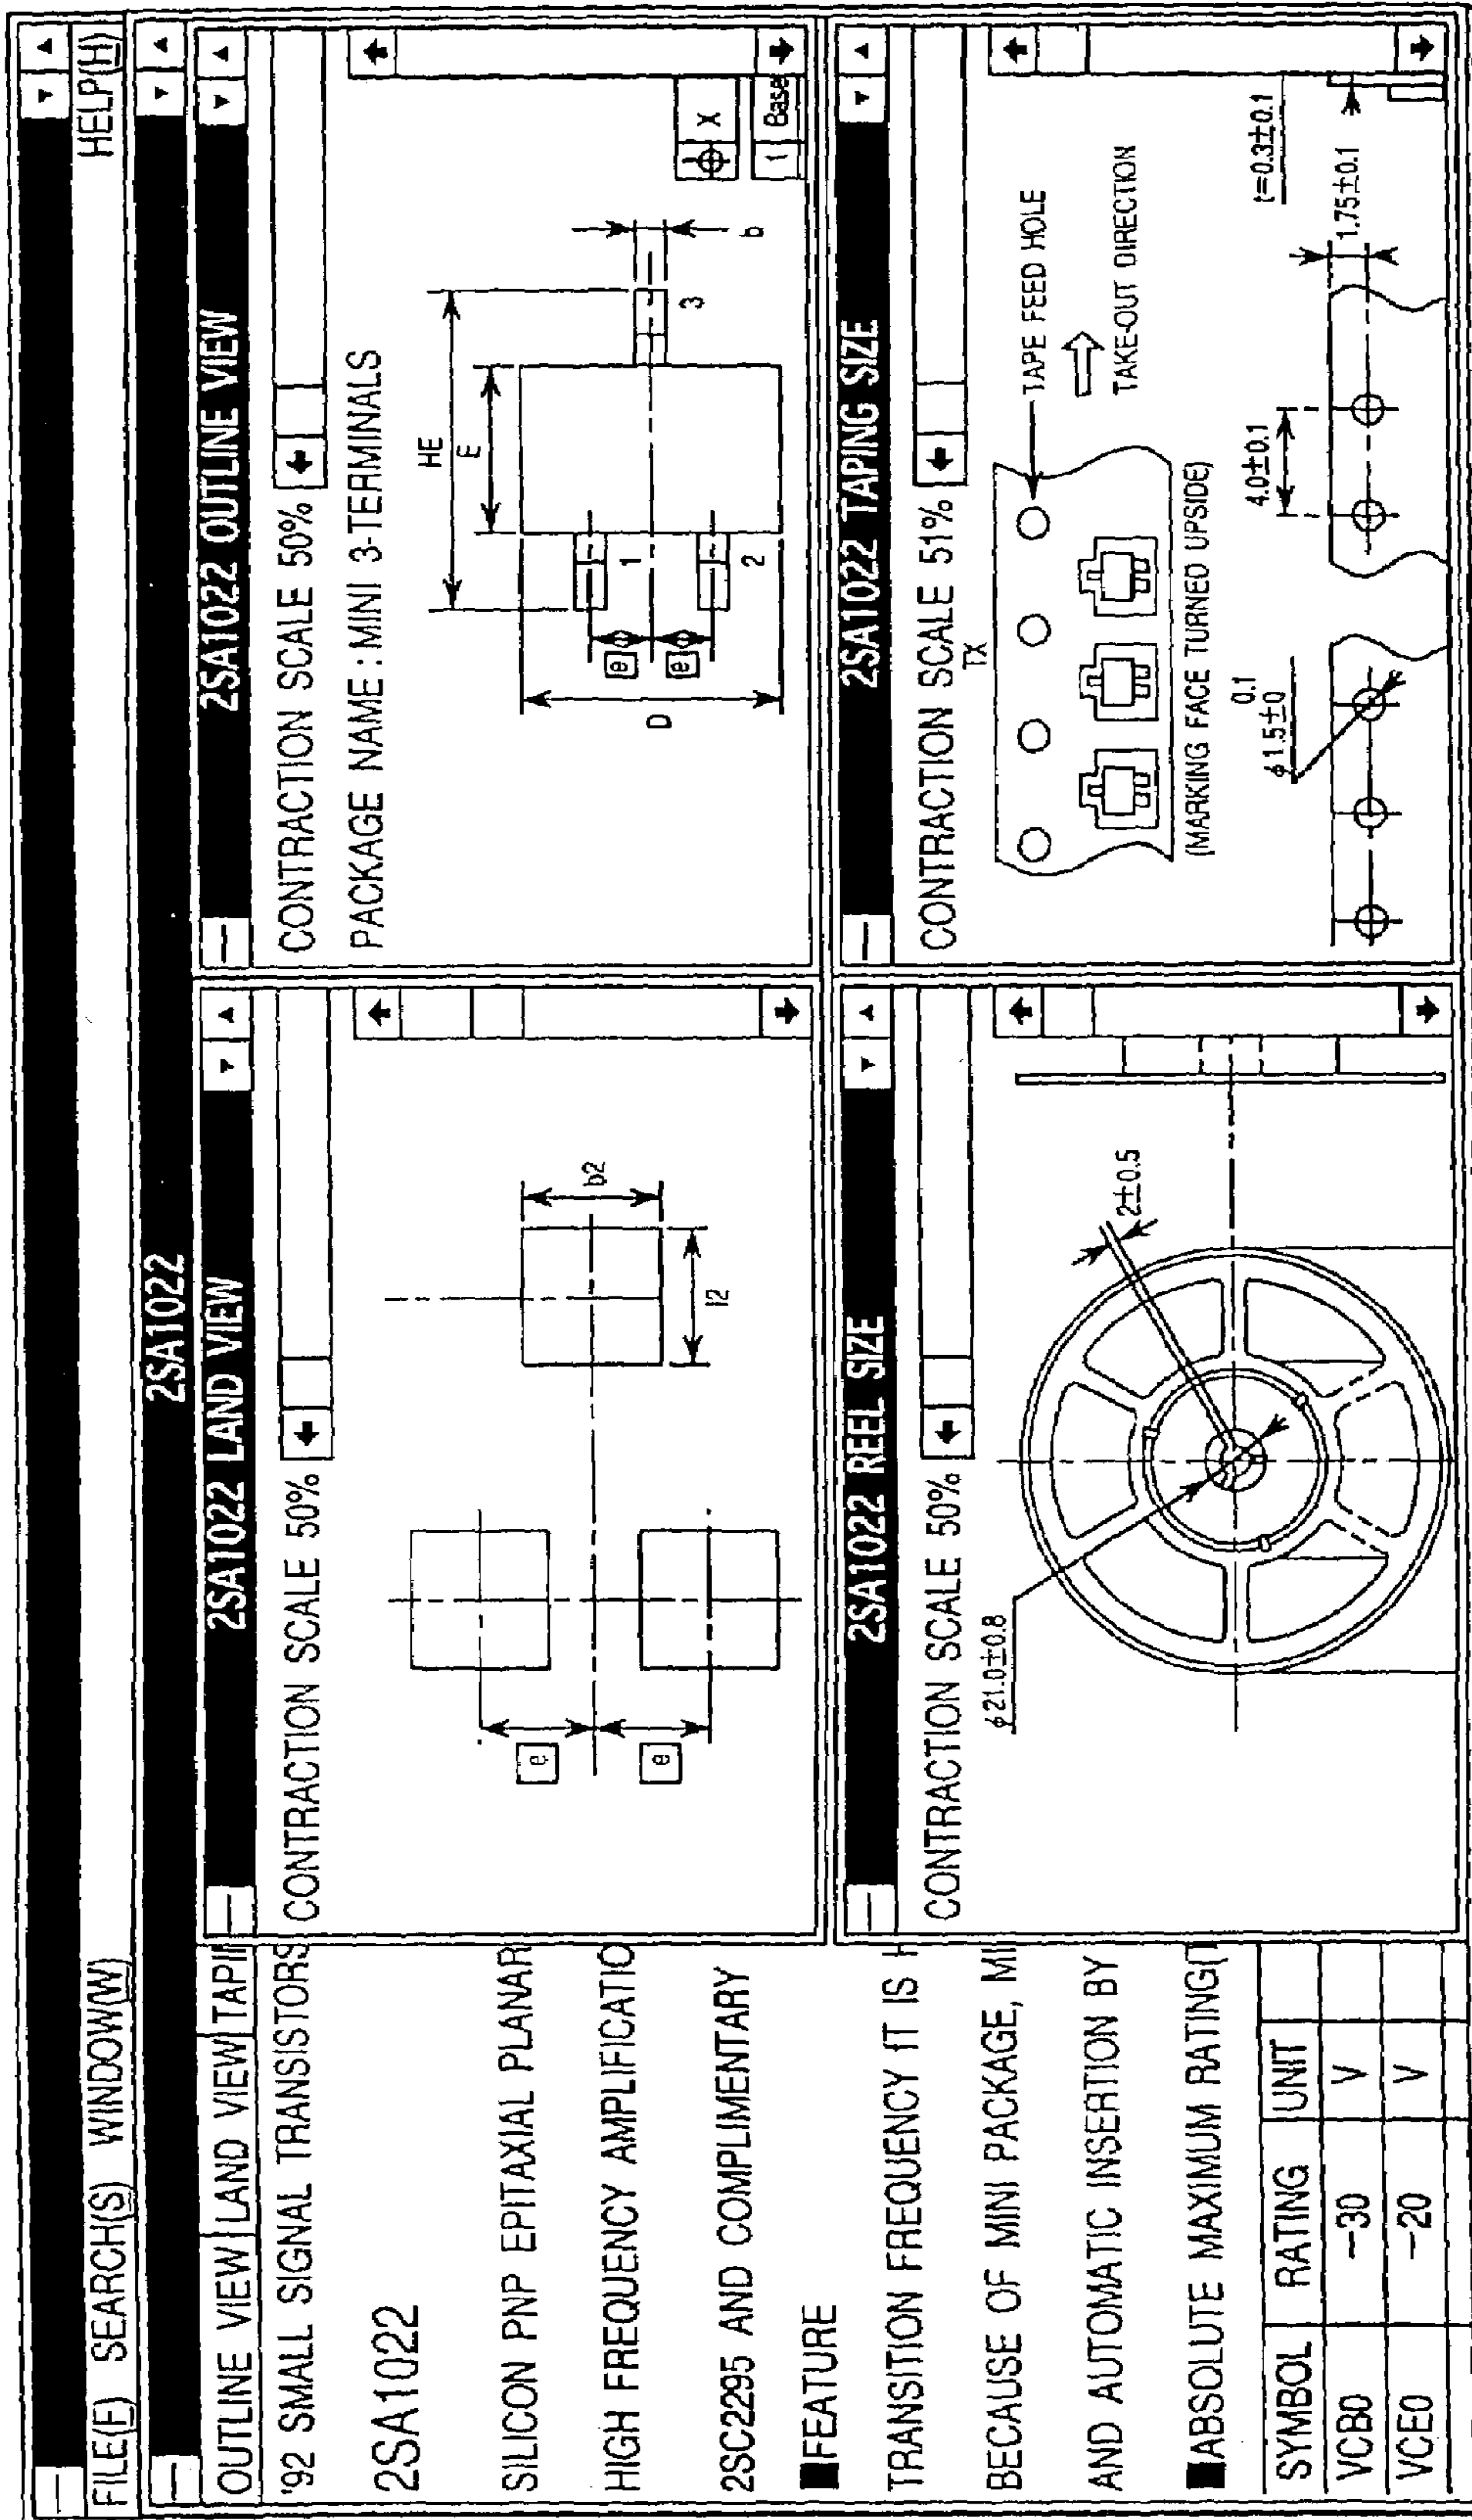 FILE(F) SEARCH(S) WINDOW(W) HELP(H)
2SA1022
OUTLINE VIEW LAND VIEW TAPI
'92 SMALL SIGNAL TRANSISTORS
2SA1022
SILICON PNP EPITAXIAL PLANAR
HIGH FREQUENCY AMPLIFICATIO
2SC2295 AND COMPLIMENTARY
■FEATURE
TRANSITION FREQUENCY IT IS H
BECAUSE OF MINI PACKAGE, MI
AND AUTOMATIC INSERTION BY
■ABSOLUTE MAXIMUM RATING(T
SYMBOL RATING UNIT
VCB0 -30 V
VCE0 -20 V
2SA1022 LAND VIEW
CONTRACTION SCALE 50%
e
e
b2
l2
2SA1022 OUTLINE VIEW
CONTRACTION SCALE 50%
PACKAGE NAME : MINI 3-TERMINALS
HE
E
1
2
3
b
e
e
D
X
t Base
2SA1022 REEL SIZE
CONTRACTION SCALE 50%
φ21.0±0.8
2±0.5
2SA1022 TAPING SIZE
CONTRACTION SCALE 51%
TX
TAPE FEED HOLE
TAKE-OUT DIRECTION
(MARKING FACE TURNED UPSIDE)
0.1
φ1.5±0
4.0±0.1
1.75±0.1
t=0.3±0.1